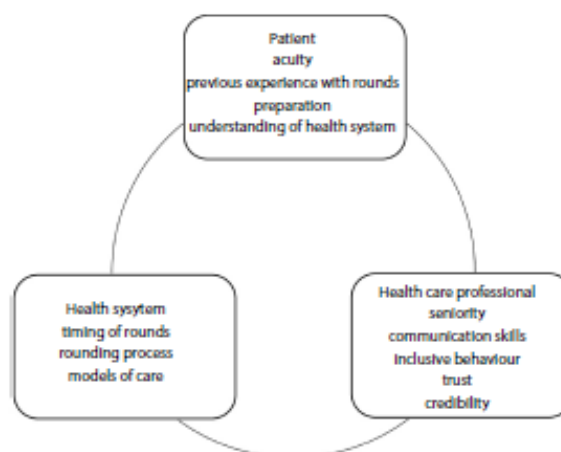 Patient
acuity
previous experience with rounds
preparation
understanding of health system
Health sysytem
timing of rounds
rounding process
models of care
Health care professional
seniority
communication skills
inclusive behaviour
trust
credibility